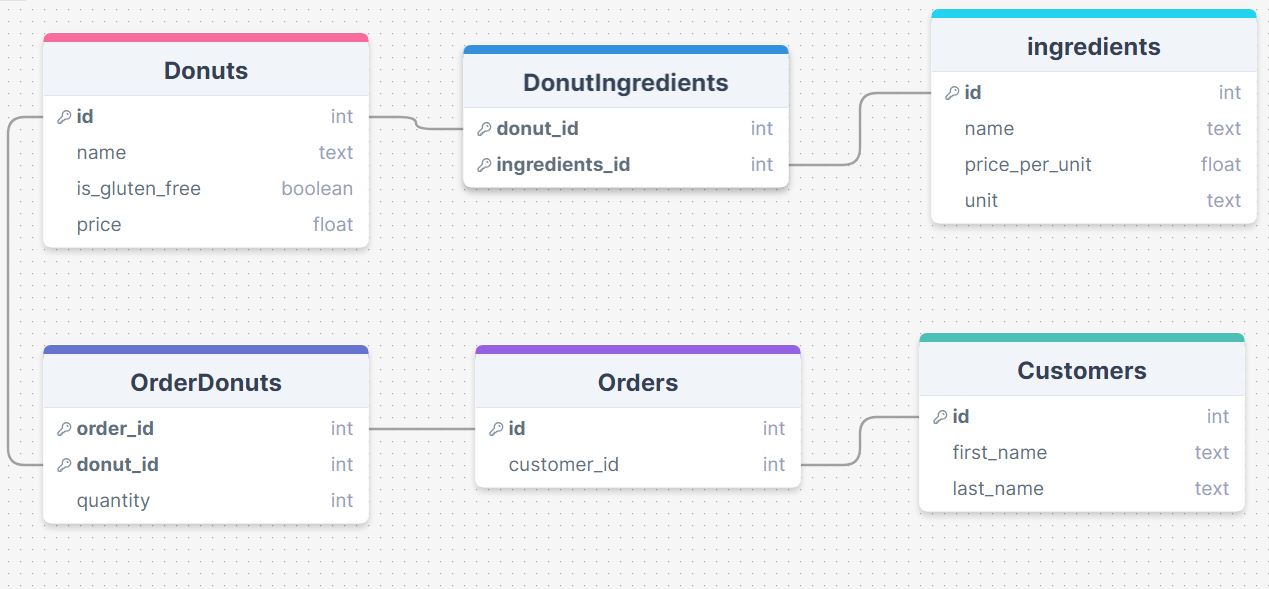 Donuts
id int
name text
is_gluten_free boolean
price float
DonutIngredients
donut_id int
ingredients_id int
ingredients
id int
name text
price_per_unit float
unit text
OrderDonuts
order_id int
donut_id int
quantity int
Orders
id int
customer_id int
Customers
id int
first_name text
last_name text